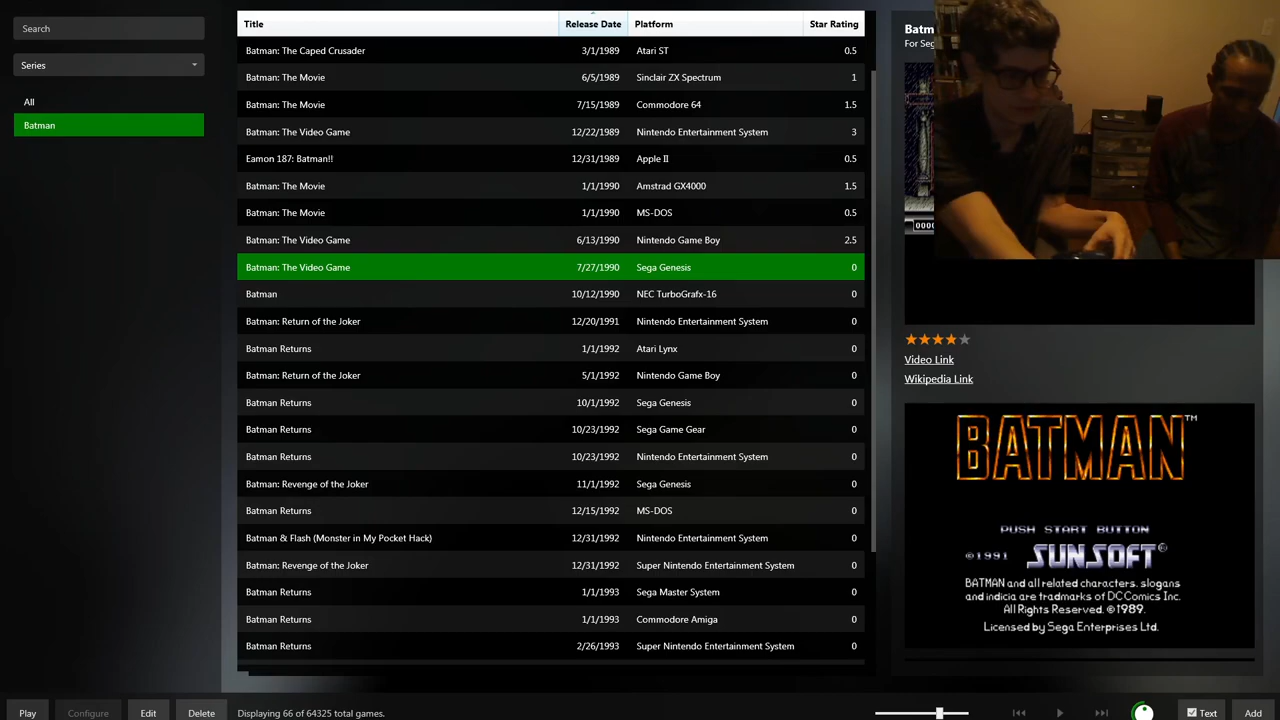 Search
Series
All
Batman
Title Release Date Platform Star Rating
Batman: The Caped Crusader 3/1/1989 Atari ST 0.5
Batman: The Movie 6/5/1989 Sinclair ZX Spectrum 1
Batman: The Movie 7/15/1989 Commodore 64 1.5
Batman: The Video Game 12/22/1989 Nintendo Entertainment System 3
Eamon 187: Batman!! 12/31/1989 Apple II 0.5
Batman: The Movie 1/1/1990 Amstrad GX4000 1.5
Batman: The Movie 1/1/1990 MS-DOS 0.5
Batman: The Video Game 6/13/1990 Nintendo Game Boy 2.5
Batman: The Video Game 7/27/1990 Sega Genesis 0
Batman 10/12/1990 NEC TurboGrafx-16 0
Batman: Return of the Joker 12/20/1991 Nintendo Entertainment System 0
Batman Returns 1/1/1992 Atari Lynx 0
Batman: Return of the Joker 5/1/1992 Nintendo Game Boy 0
Batman Returns 10/1/1992 Sega Genesis 0
Batman Returns 10/23/1992 Sega Game Gear 0
Batman Returns 10/23/1992 Nintendo Entertainment System 0
Batman: Revenge of the Joker 11/1/1992 Sega Genesis 0
Batman Returns 12/15/1992 MS-DOS 0
Batman & Flash (Monster in My Pocket Hack) 12/31/1992 Nintendo Entertainment System 0
Batman: Revenge of the Joker 12/31/1992 Super Nintendo Entertainment System 0
Batman Returns 1/1/1993 Sega Master System 0
Batman Returns 1/1/1993 Commodore Amiga 0
Batman Returns 2/26/1993 Super Nintendo Entertainment System 0
Batm
For Seg
Video Link
Wikipedia Link
BATMAN™
PUSH START BUTTON
©1991 SUNSOFT®
BATMAN and all related characters, slogans
and indicia are trademarks of DC Comics Inc.
All Rights Reserved. ©1989.
Licensed by Sega Enterprises Ltd.
Play Configure Edit Delete Displaying 66 of 64325 total games. Text Add